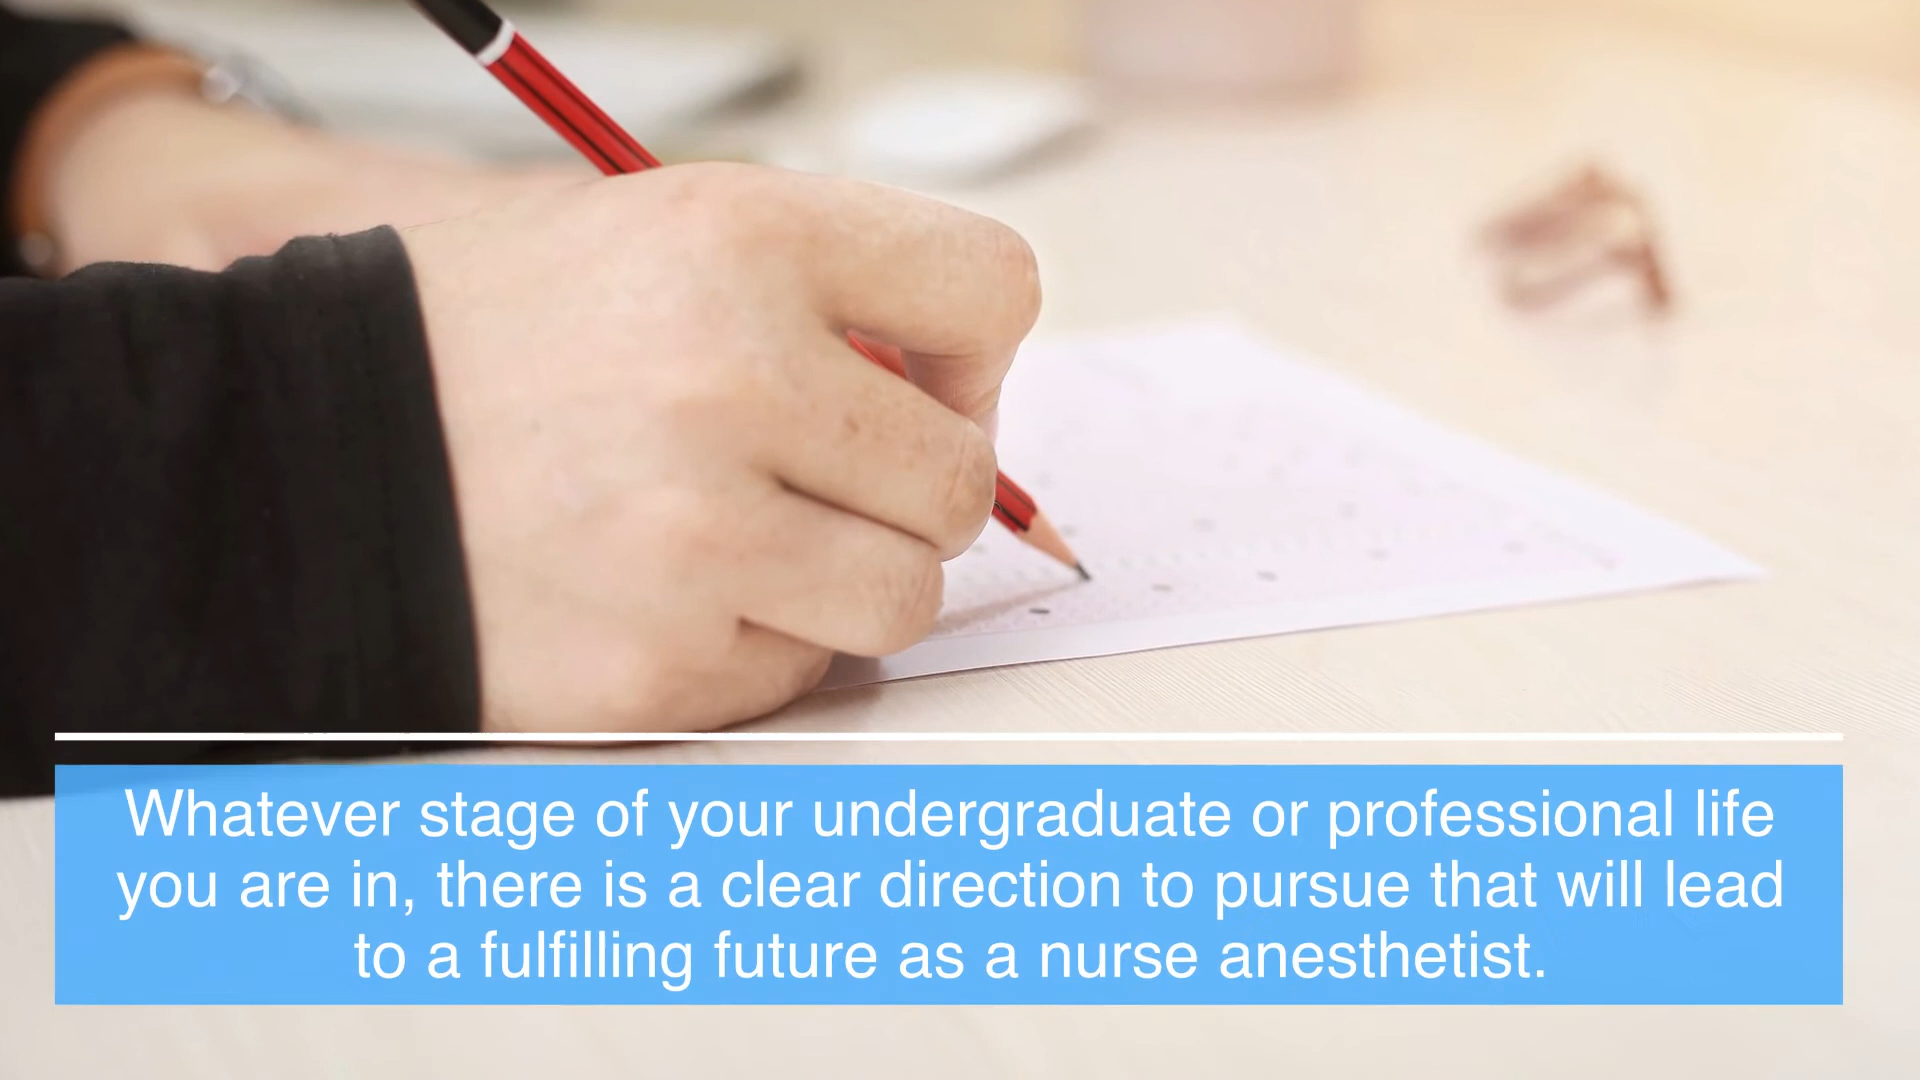 Whatever stage of your undergraduate or professional life
you are in, there is a clear direction to pursue that will lead
to a fulfilling future as a nurse anesthetist.